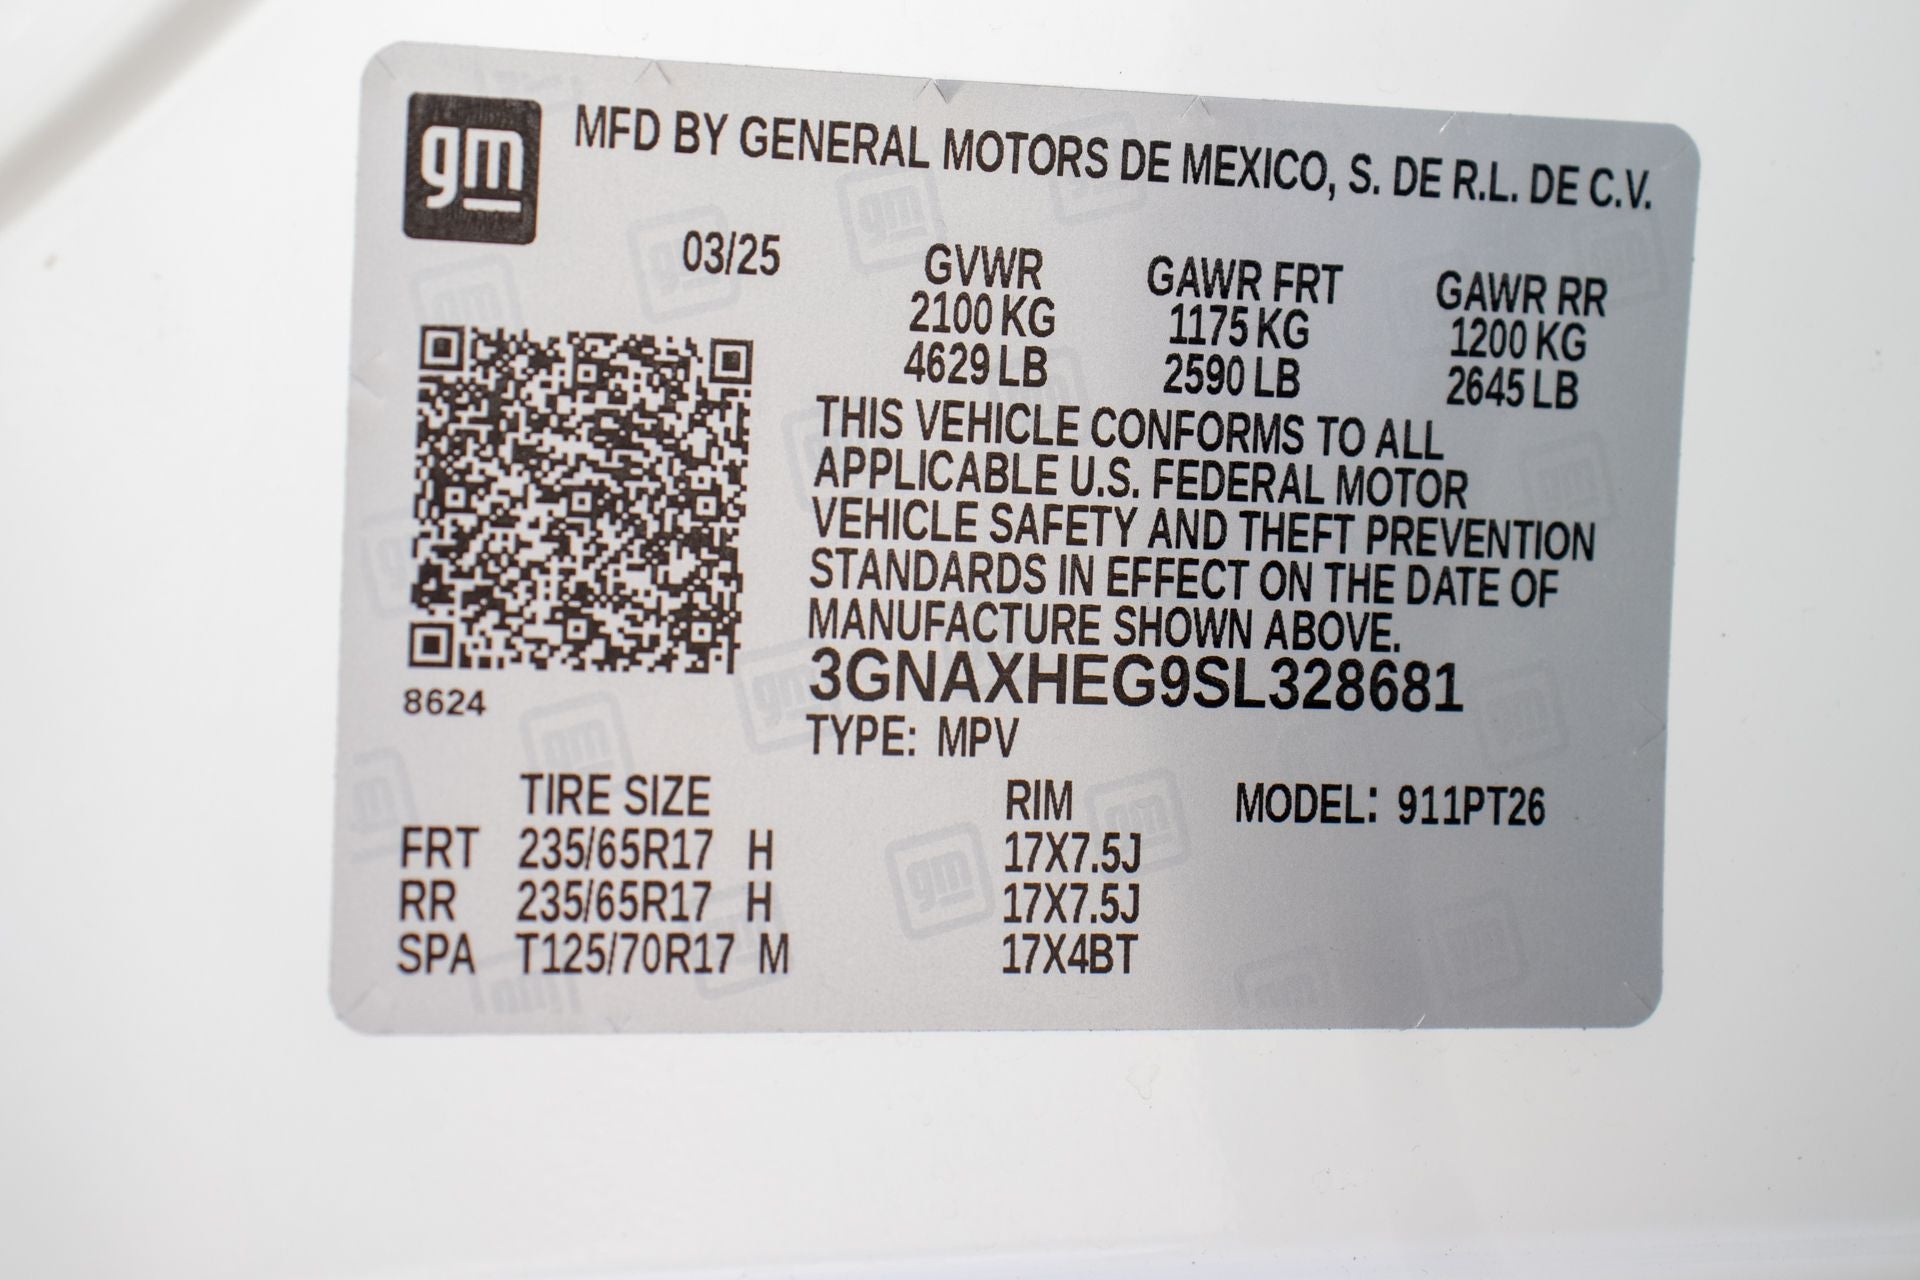 gm MFD BY GENERAL MOTORS DE MEXICO, S. DE R.L. DE C.V.
03/25
GVWR GAWR FRT GAWR RR
2100 KG 1175 KG 1200 KG
4629 LB 2590 LB 2645 LB
THIS VEHICLE CONFORMS TO ALL
APPLICABLE U.S. FEDERAL MOTOR
VEHICLE SAFETY AND THEFT PREVENTION
STANDARDS IN EFFECT ON THE DATE OF
MANUFACTURE SHOWN ABOVE.
3GNAXHEG9SL328681
8624
TYPE: MPV
TIRE SIZE RIM MODEL: 911PT26
FRT 235/65R17 H 17X7.5J
RR 235/65R17 H 17X7.5J
SPA T125/70R17 M 17X4BT